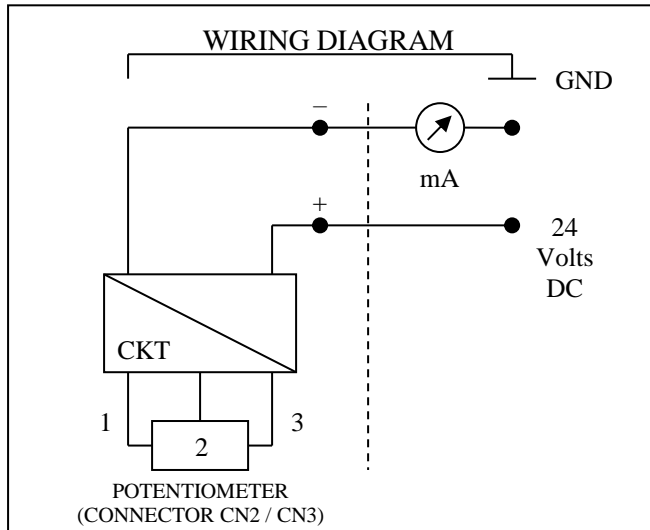 WIRING DIAGRAM
GND
–
mA
+
24
Volts
DC
CKT
1
3
2
POTENTIOMETER
(CONNECTOR CN2 / CN3)